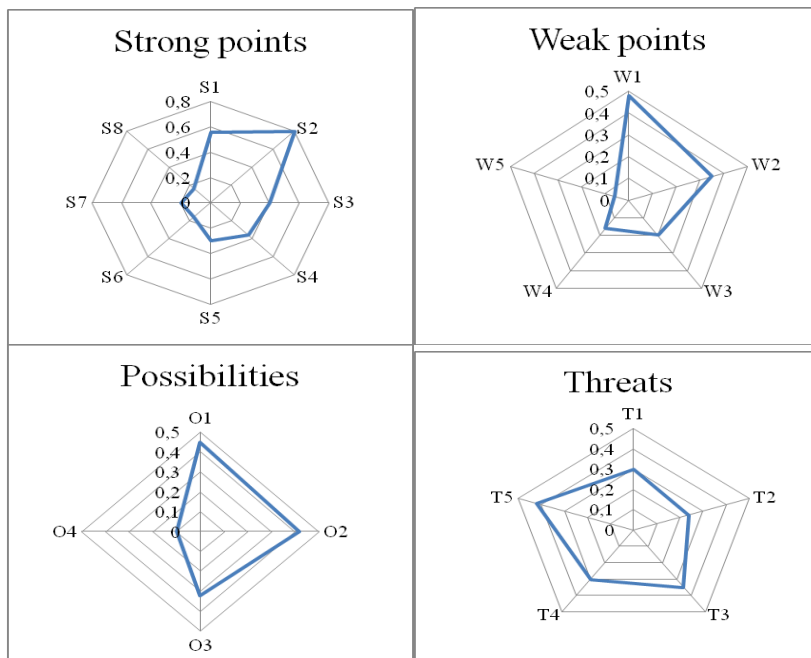 Strong points
S1
S2
S3
S4
S5
S6
S7
S8
0,8
0,6
0,4
0,2
0
Weak points
W1
W2
W3
W4
W5
0,5
0,4
0,3
0,2
0,1
0
Possibilities
O1
O2
O3
O4
0,5
0,4
0,3
0,2
0,1
0
Threats
T1
T2
T3
T4
T5
0,5
0,4
0,3
0,2
0,1
0